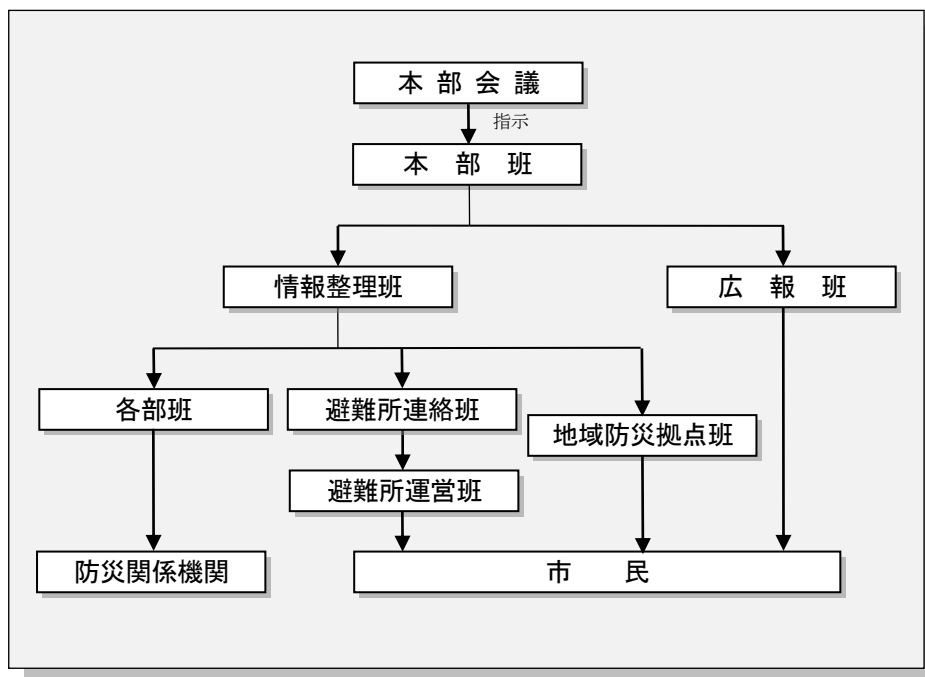 本 部 会 議
指示
本 部 班
情報整理班
広 報 班
各部班
避難所連絡班
地域防災拠点班
避難所運営班
防災関係機関
市 民